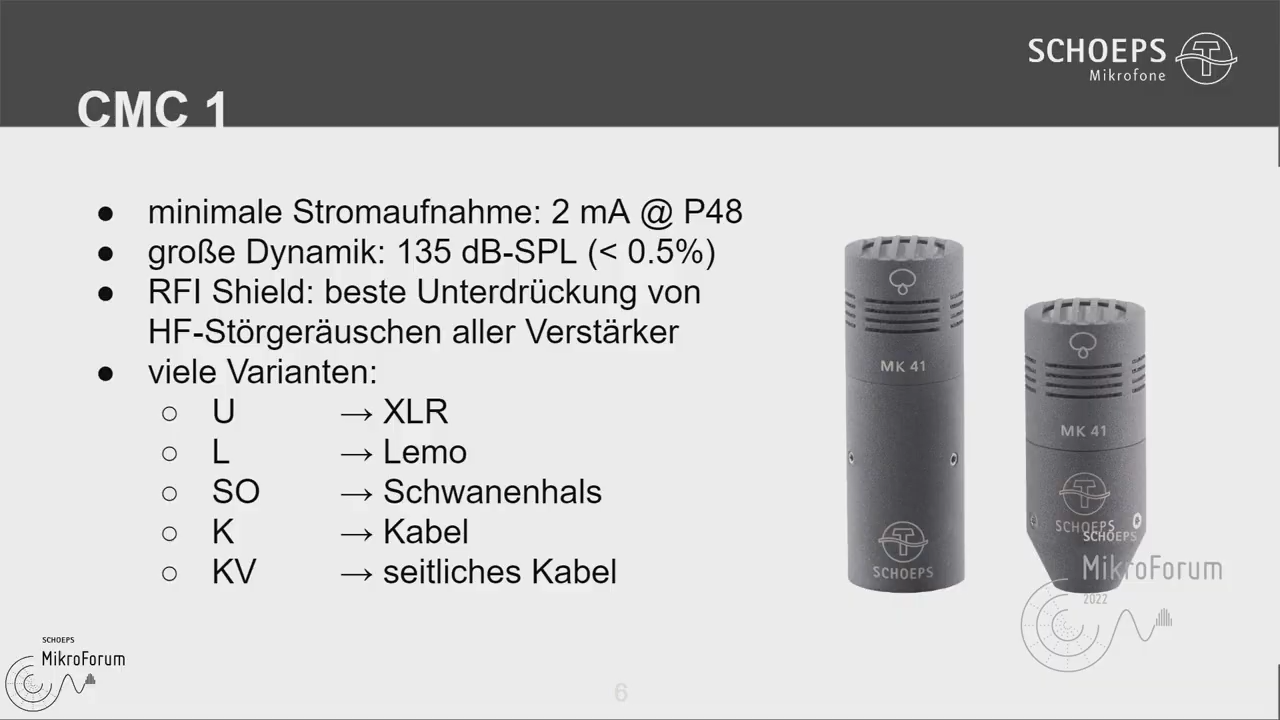 SCHOEPS
Mikrofone
CMC 1
● minimale Stromaufnahme: 2 mA @ P48
● große Dynamik: 135 dB-SPL (< 0.5%)
● RFI Shield: beste Unterdrückung von
HF-Störgeräuschen aller Verstärker
● viele Varianten:
○ U → XLR
○ L → Lemo
○ SO → Schwanenhals
○ K → Kabel
○ KV → seitliches Kabel
MK 41
SCHOEPS
MK 41
SCHOEPS
SCHOEPS
MikroForum
2022
SCHOEPS
MikroForum
6